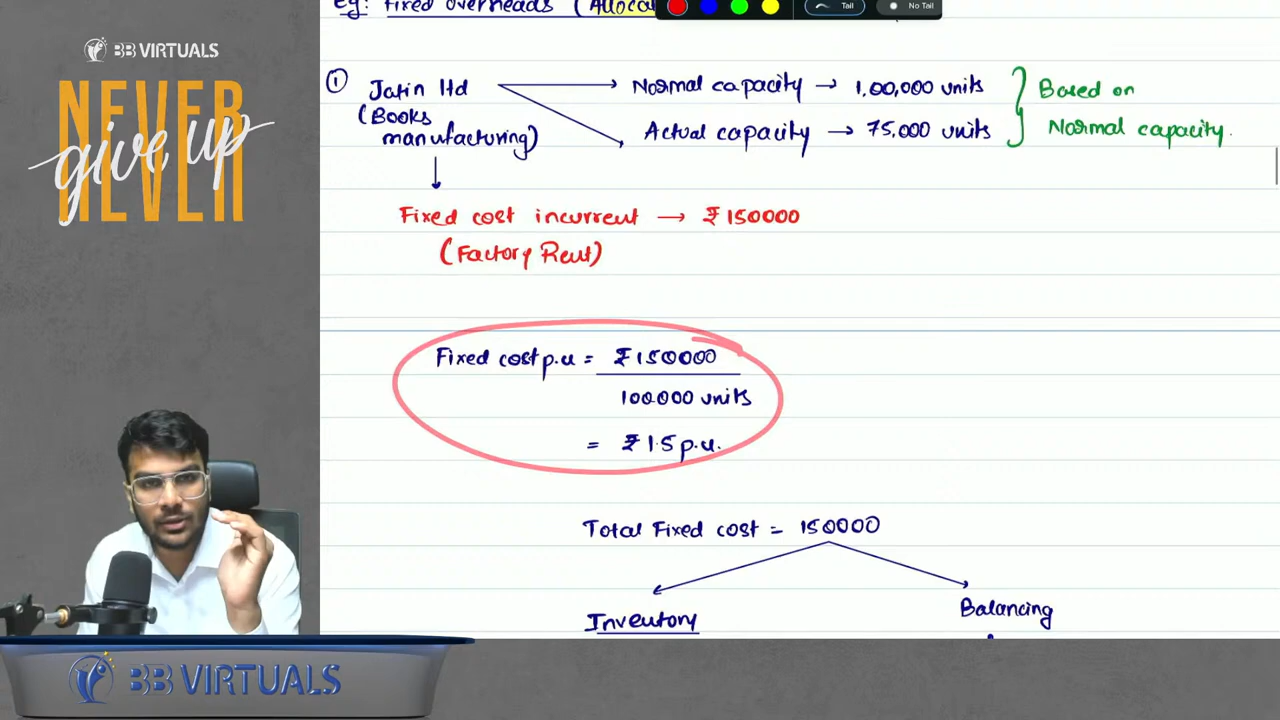 BB VIRTUALS
NEVER
give up
NEVER
Eg: Fixed overheads (Alloca
Tail
No Tail
① Jatin ltd → Normal capacity → 1,00,000 units
(Books manufacturing) → Actual capacity → 75,000 units
Based on
Normal capacity.
Fixed cost incurrent → ₹150000
(Factory Rent)
Fixed cost p.u = ₹150000
100000 units
= ₹1.5 p.u.
Total Fixed cost = 150000
Inventory
Balancing
BB VIRTUALS